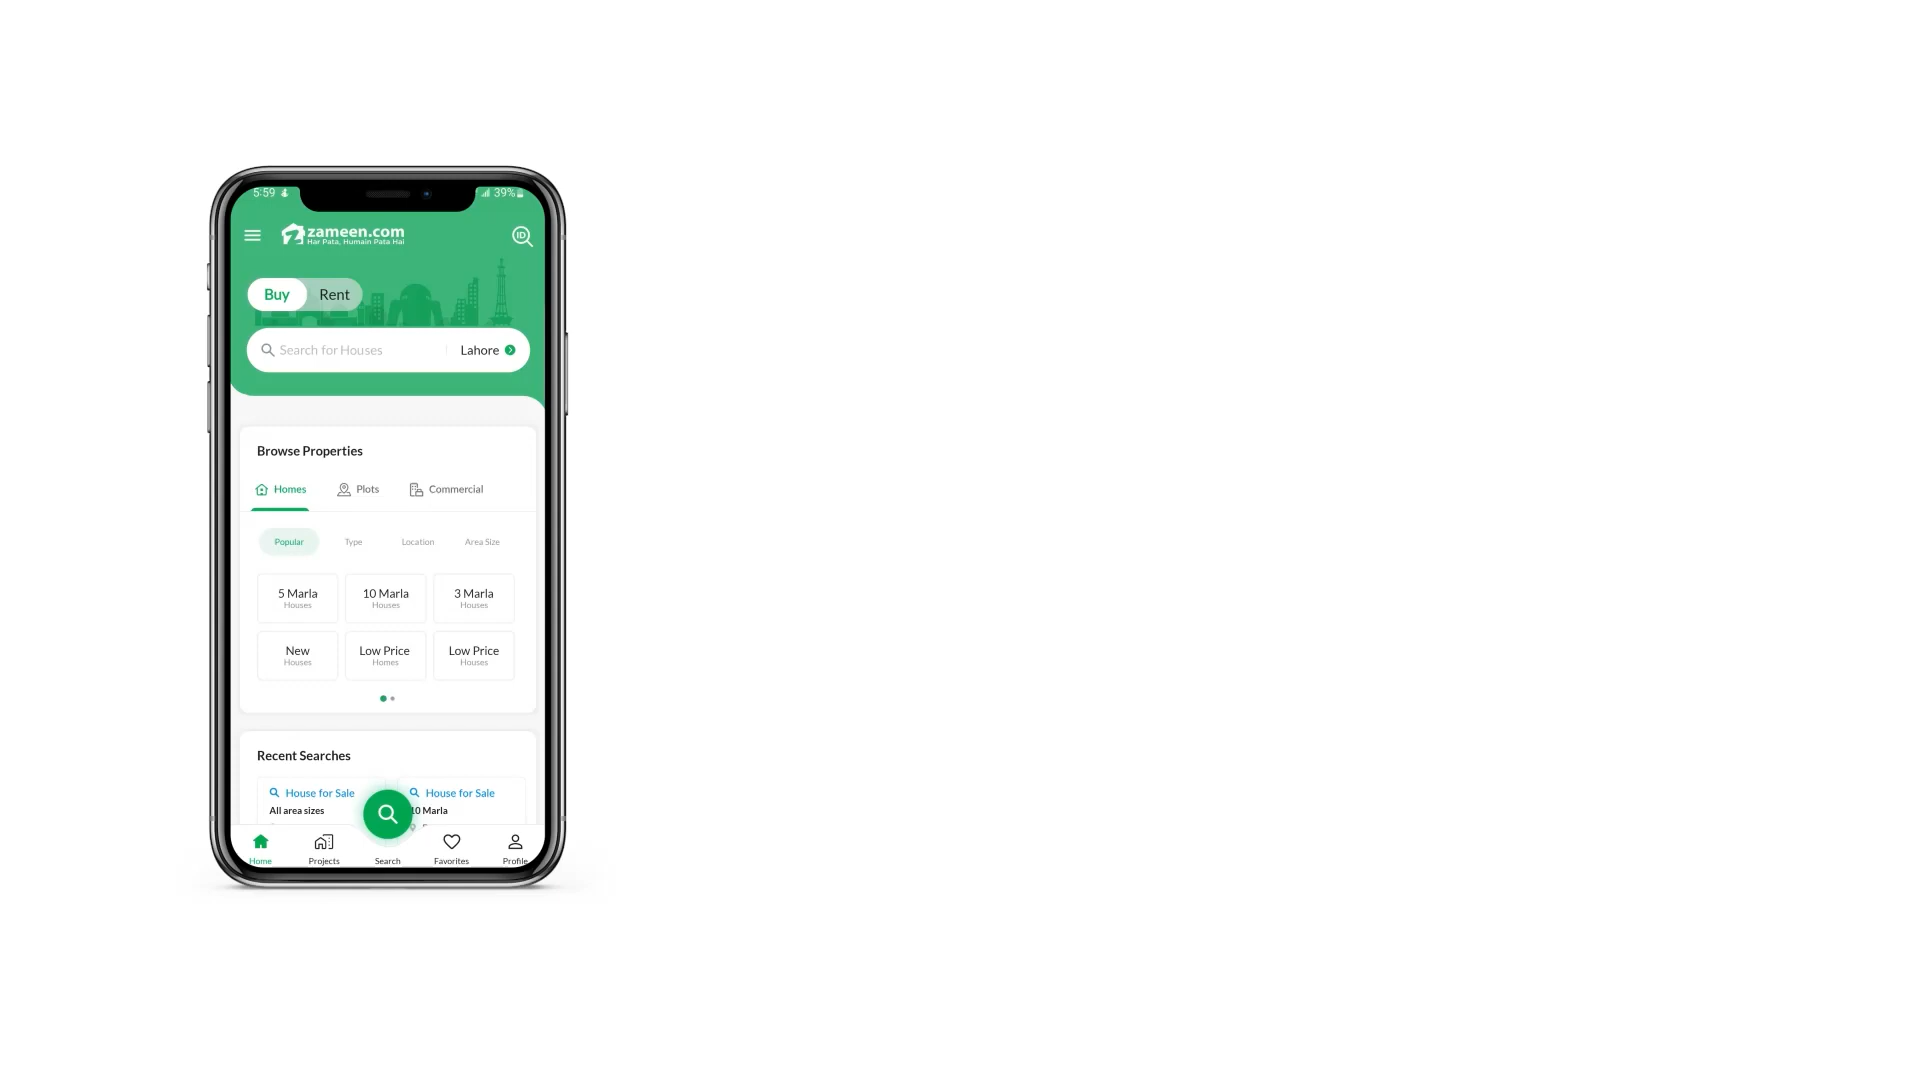 5:59
39%
zameen.com
Har Pata, Humain Pata Hai
ID
Buy Rent
Search for Houses Lahore
Browse Properties
Homes Plots Commercial
Popular Type Location Area Size
5 Marla 10 Marla 3 Marla
Houses Houses Houses
New Low Price Low Price
Houses Homes Houses
Recent Searches
House for Sale House for Sale
All area sizes 10 Marla
Home Projects Search Favorites Profile